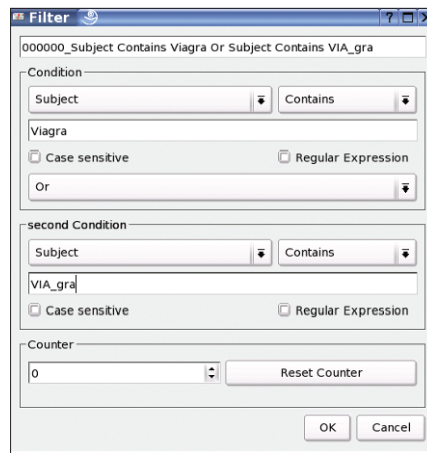 Filter
000000_Subject Contains Viagra Or Subject Contains VIA_gra
Condition
Subject Contains
Viagra
Case sensitive Regular Expression
Or
second Condition
Subject Contains
VIA_gra
Case sensitive Regular Expression
Counter
0 Reset Counter
OK Cancel